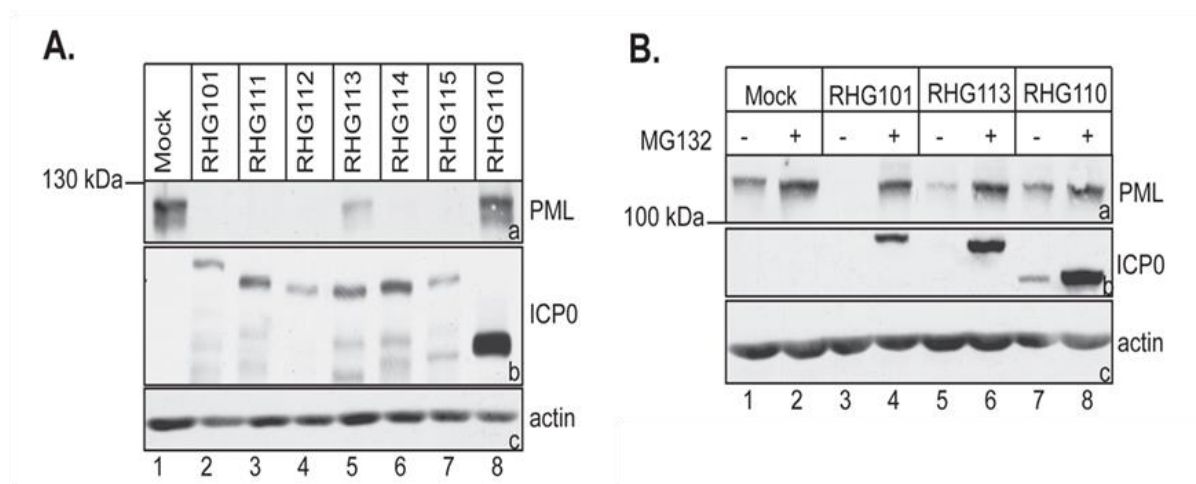 A.
Mock RHG101 RHG111 RHG112 RHG113 RHG114 RHG115 RHG110
130 kDa
PML
a
ICP0
b
actin
c
1 2 3 4 5 6 7 8
B.
Mock RHG101 RHG113 RHG110
MG132 - + - + - + - +
PML
a
100 kDa
ICP0
b
actin
c
1 2 3 4 5 6 7 8